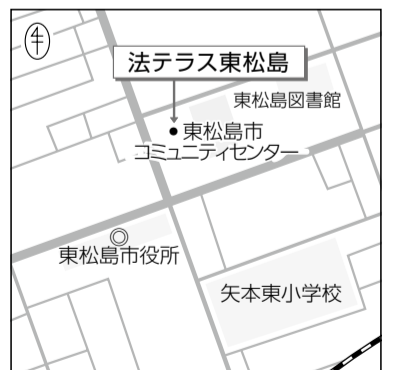 法テラス東松島
東松島図書館
東松島市
コミュニティセンター
東松島市役所
矢本東小学校